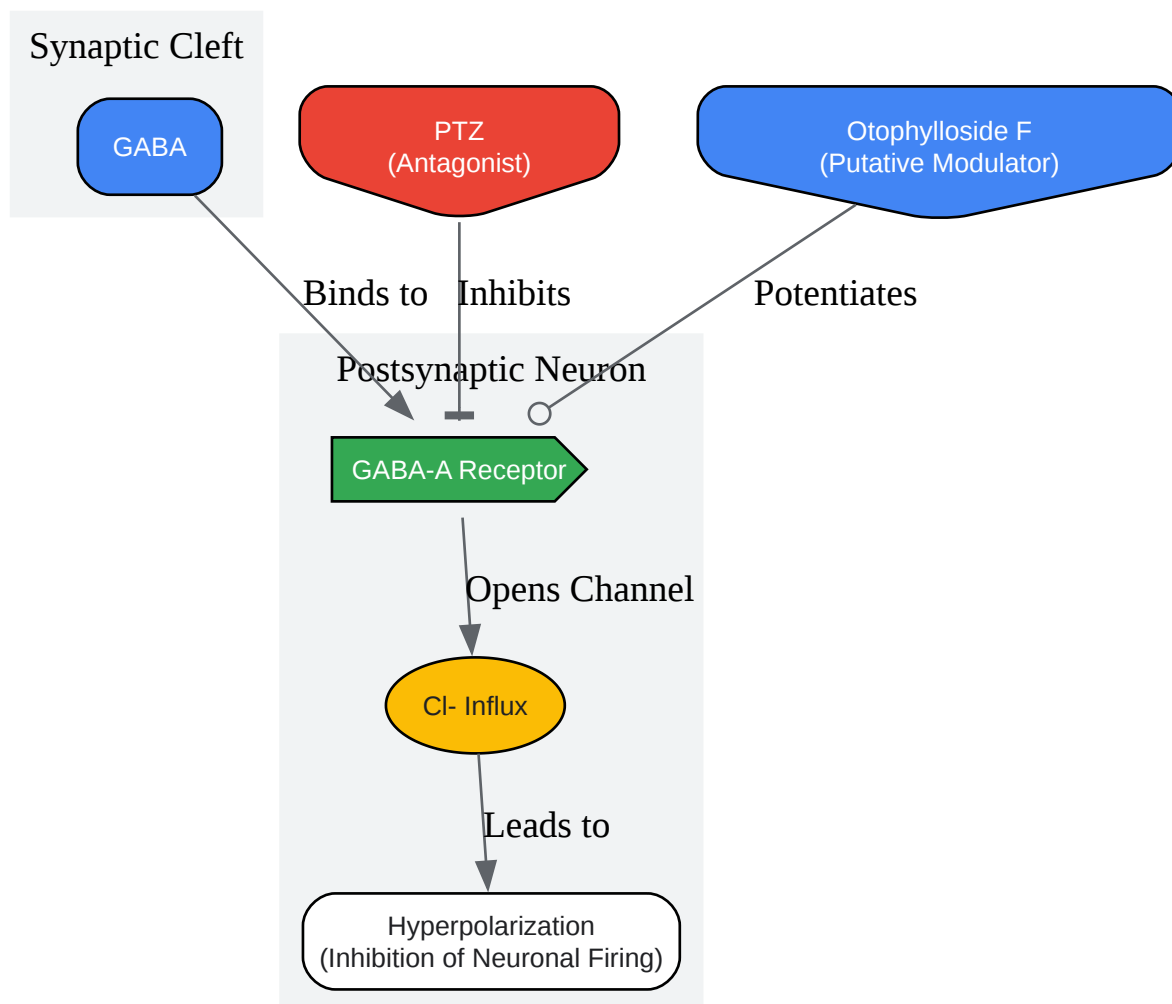 Synaptic Cleft
GABA
PTZ
(Antagonist)
Otophylloside F
(Putative Modulator)
Binds to
Inhibits
Potentiates
Postsynaptic Neuron
GABA-A Receptor
Opens Channel
Cl- Influx
Leads to
Hyperpolarization
(Inhibition of Neuronal Firing)